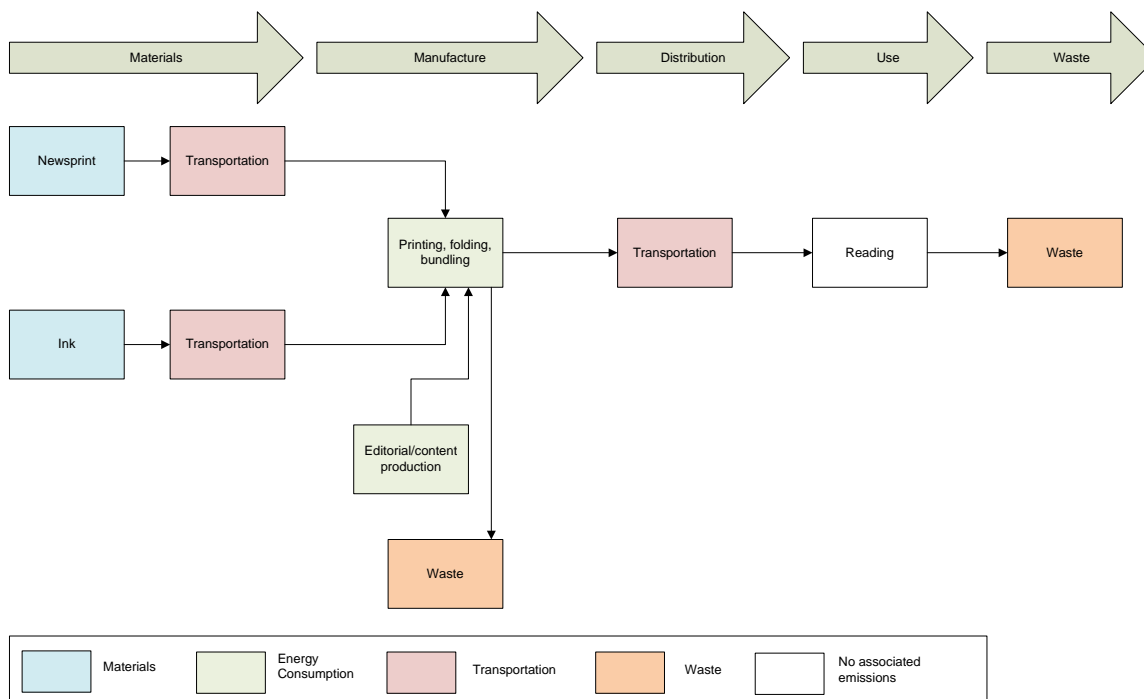 Materials
Manufacture
Distribution
Use
Waste
Newsprint
Transportation
Printing, folding,
bundling
Transportation
Reading
Waste
Ink
Transportation
Editorial/content
production
Waste
Materials
Energy
Consumption
Transportation
Waste
No associated
emissions